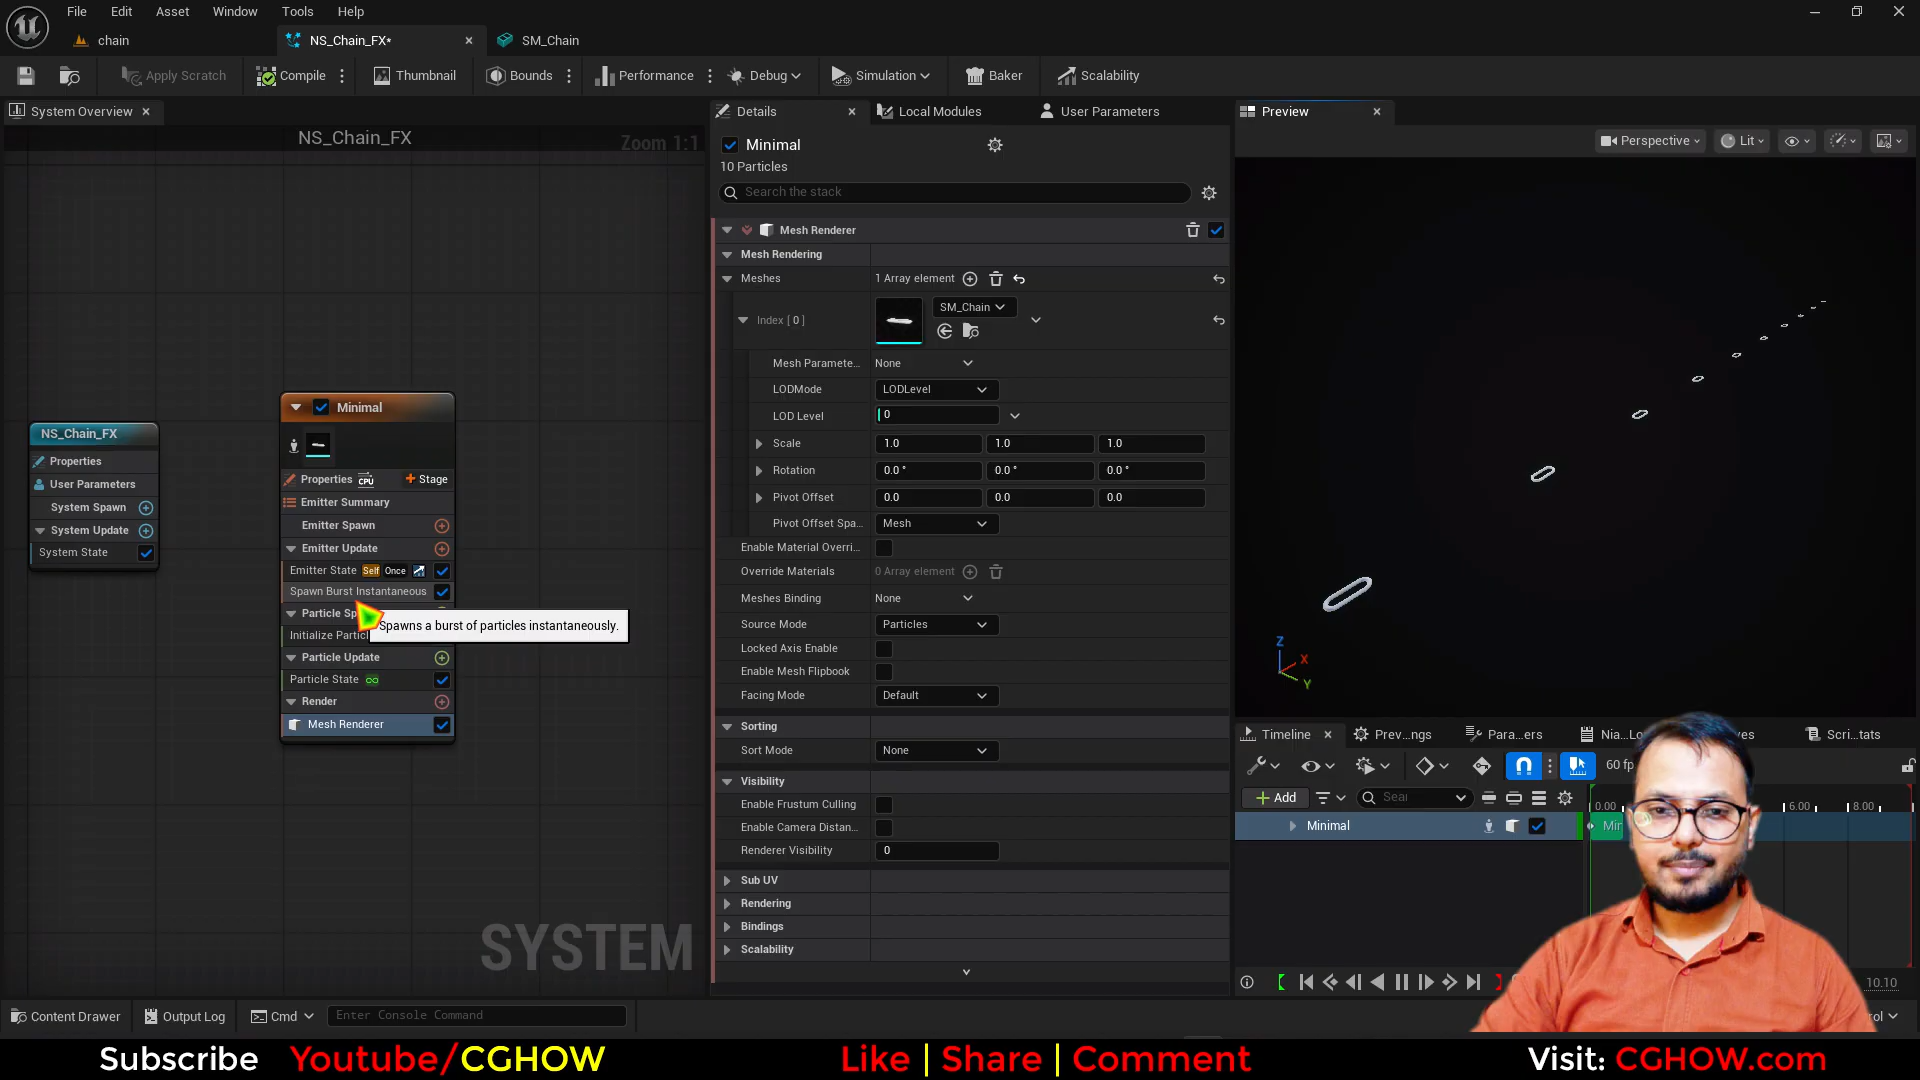 File Edit Asset Window Tools Help
chain NS_Chain_FX* SM_Chain
Apply Scratch Compile Thumbnail Bounds Performance Debug Simulation Baker Scalability
System Overview
NS_Chain_FX
Zoom 1:1
NS_Chain_FX
Properties
User Parameters
System Spawn
System Update
System State
Minimal
Properties CPU Stage
Emitter Summary
Emitter Spawn
Emitter Update
Emitter State Self Once
Spawn Burst Instantaneous
Particle Sp
Spawns a burst of particles instantaneously.
Initialize Particl
Particle Update
Particle State
Render
Mesh Renderer
SYSTEM
Details Local Modules User Parameters
Minimal
10 Particles
Search the stack
Mesh Renderer
Mesh Rendering
Meshes 1 Array element
Index [ 0 ] SM_Chain
Mesh Paramete... None
LODMode LODLevel
LOD Level 0
Scale 1.0 1.0 1.0
Rotation 0.0 ° 0.0 ° 0.0 °
Pivot Offset 0.0 0.0 0.0
Pivot Offset Spa... Mesh
Enable Material Overri...
Override Materials 0 Array element
Meshes Binding None
Source Mode Particles
Locked Axis Enable
Enable Mesh Flipbook
Facing Mode Default
Sorting
Sort Mode None
Visibility
Enable Frustum Culling
Enable Camera Distan...
Renderer Visibility 0
Sub UV
Rendering
Bindings
Scalability
Preview
Perspective Lit
Z X Y
Timeline Prev...ngs Para...ers Nia...Lo ves Scri...tats
60 fp
Add Sear 0.00 6.00 8.00
Minimal Mir
10.10
Content Drawer Output Log Cmd Enter Console Command rol
Subscribe Youtube/CGHOW Like | Share | Comment Visit: CGHOW.com